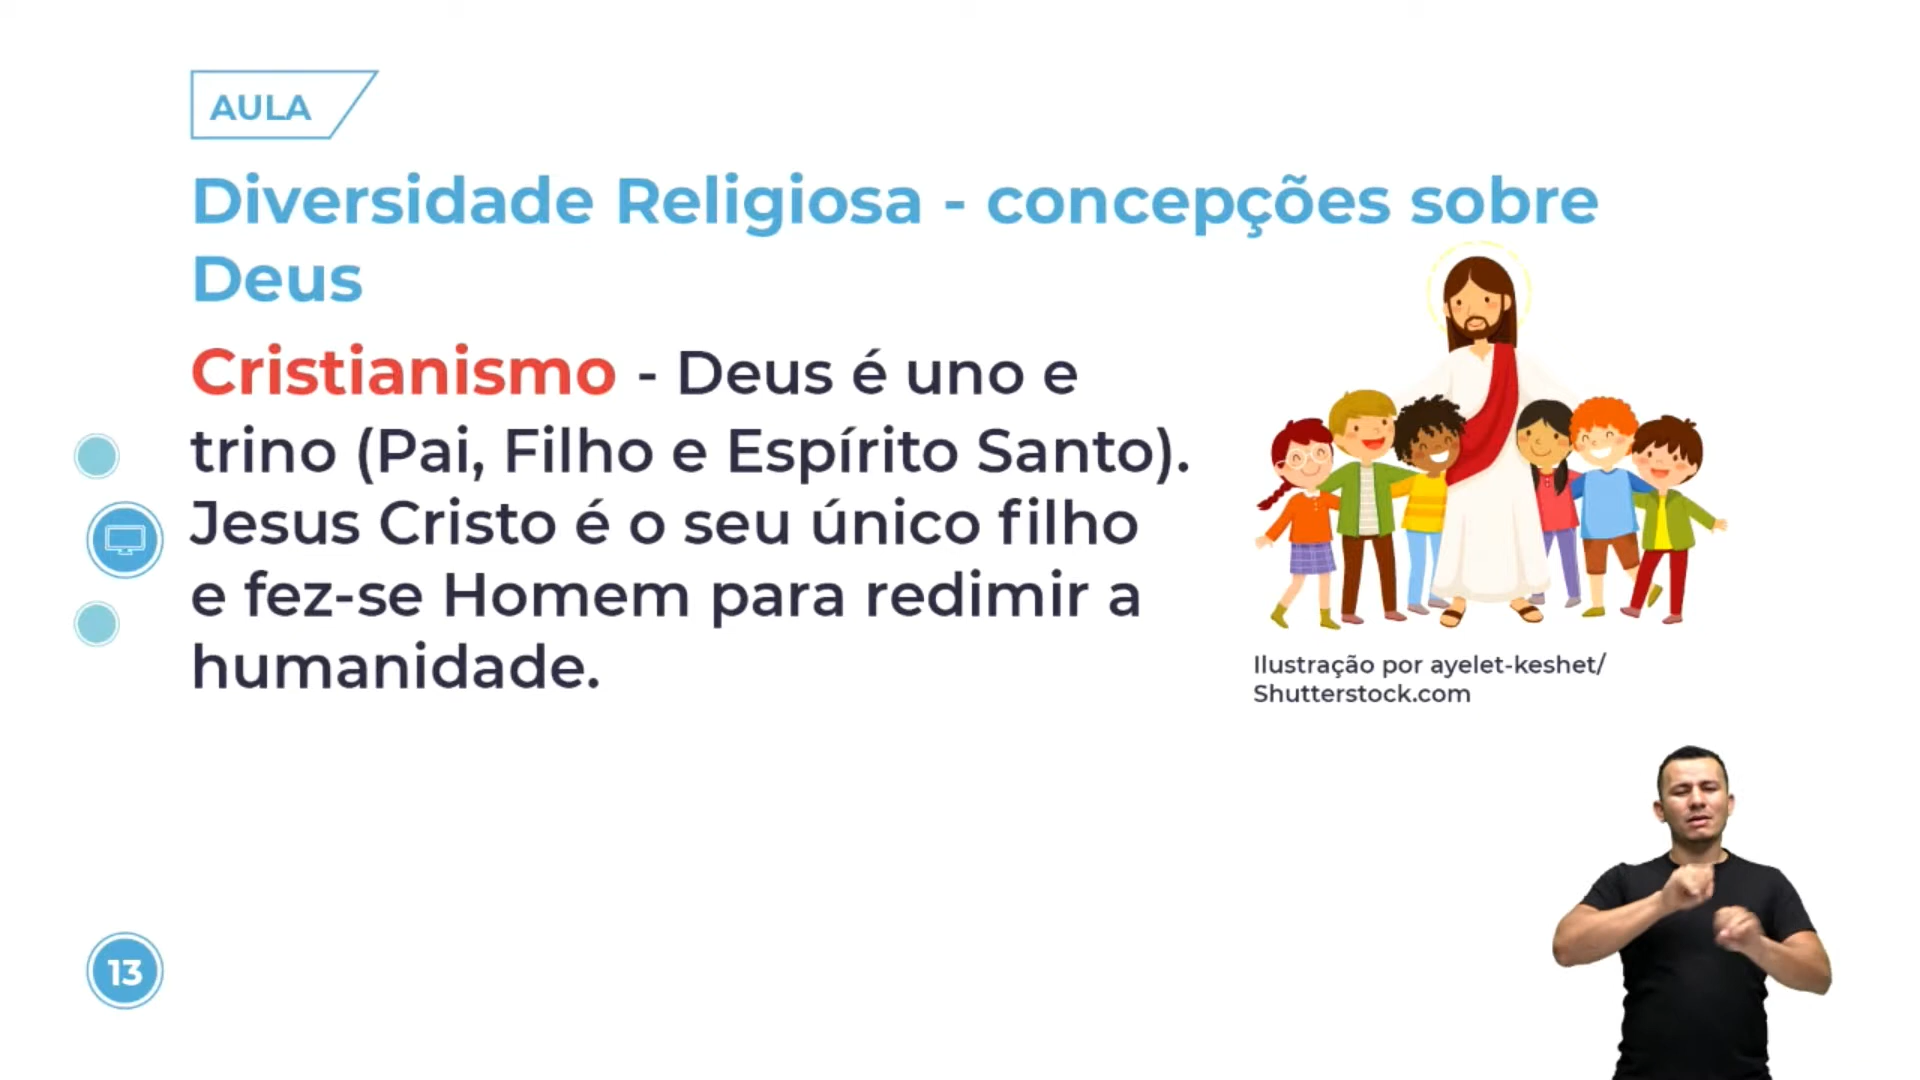 AULA
Diversidade Religiosa - concepções sobre
Deus
Cristianismo - Deus é uno e
trino (Pai, Filho e Espírito Santo).
Jesus Cristo é o seu único filho
e fez-se Homem para redimir a
humanidade.
Ilustração por ayelet-keshet/
Shutterstock.com
13